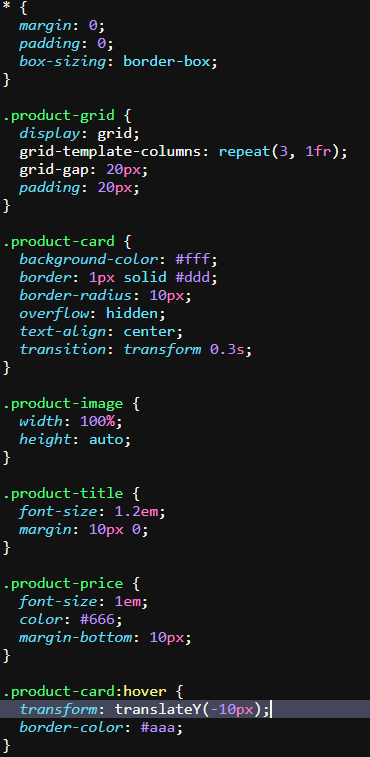 * {
  margin: 0;
  padding: 0;
  box-sizing: border-box;
}

.product-grid {
  display: grid;
  grid-template-columns: repeat(3, 1fr);
  grid-gap: 20px;
  padding: 20px;
}

.product-card {
  background-color: #fff;
  border: 1px solid #ddd;
  border-radius: 10px;
  overflow: hidden;
  text-align: center;
  transition: transform 0.3s;
}

.product-image {
  width: 100%;
  height: auto;
}

.product-title {
  font-size: 1.2em;
  margin: 10px 0;
}

.product-price {
  font-size: 1em;
  color: #666;
  margin-bottom: 10px;
}

.product-card:hover {
  transform: translateY(-10px);
  border-color: #aaa;
}